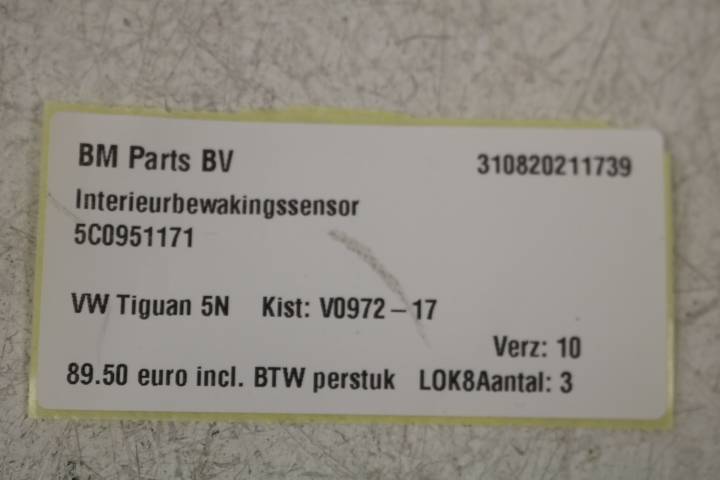 BM Parts BV 310820211739
Interieurbewakingssensor
5C0951171
VW Tiguan 5N Kist: V0972 – 17
Verz: 10
89.50 euro incl. BTW perstuk LOK8Aantal: 3